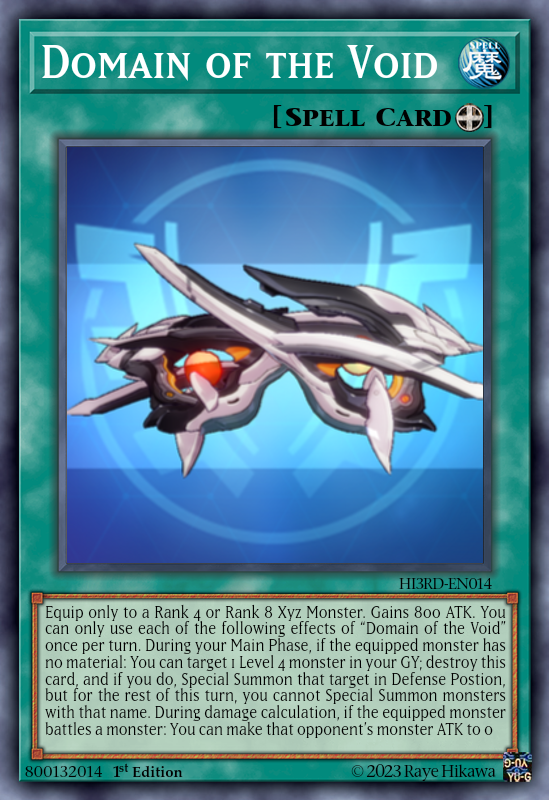 DOMAIN OF THE VOID
SPELL
魔
[SPELL CARD ]
HI3RD-EN014
Equip only to a Rank 4 or Rank 8 Xyz Monster. Gains 800 ATK. You
can only use each of the following effects of “Domain of the Void”
once per turn. During your Main Phase, if the equipped monster has
no material: You can target 1 Level 4 monster in your GY; destroy this
card, and if you do, Special Summon that target in Defense Postion,
but for the rest of this turn, you cannot Special Summon monsters
with that name. During damage calculation, if the equipped monster
battles a monster: You can make that opponent's monster ATK to 0
800132014 1st Edition © 2023 Raye Hikawa
YU-G
YU-G